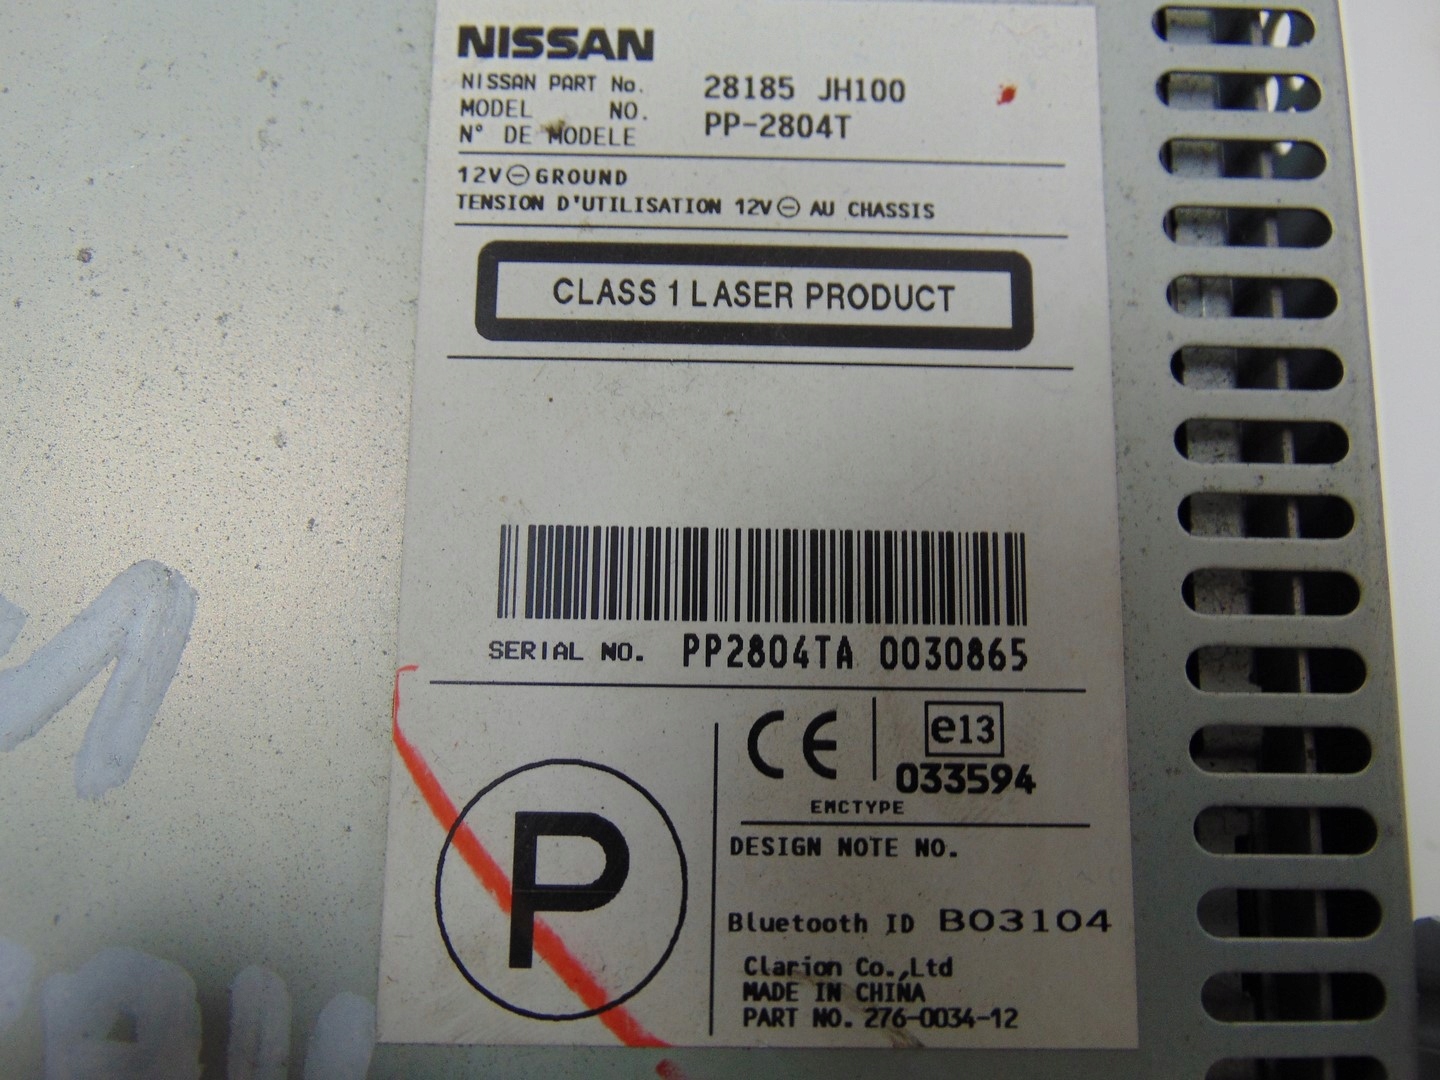 NISSAN
NISSAN PART No. 28185 JH100
MODEL NO. PP-2804T
N° DE MODELE
12V⊖GROUND
TENSION D'UTILISATION 12V⊖ AU CHASSIS
CLASS 1 LASER PRODUCT
SERIAL NO. PP2804TA 0030865
P
CE
e13
033594
EMCTYPE
DESIGN NOTE NO.
Bluetooth ID B03104
Clarion Co.,Ltd
MADE IN CHINA
PART NO. 276-0034-12